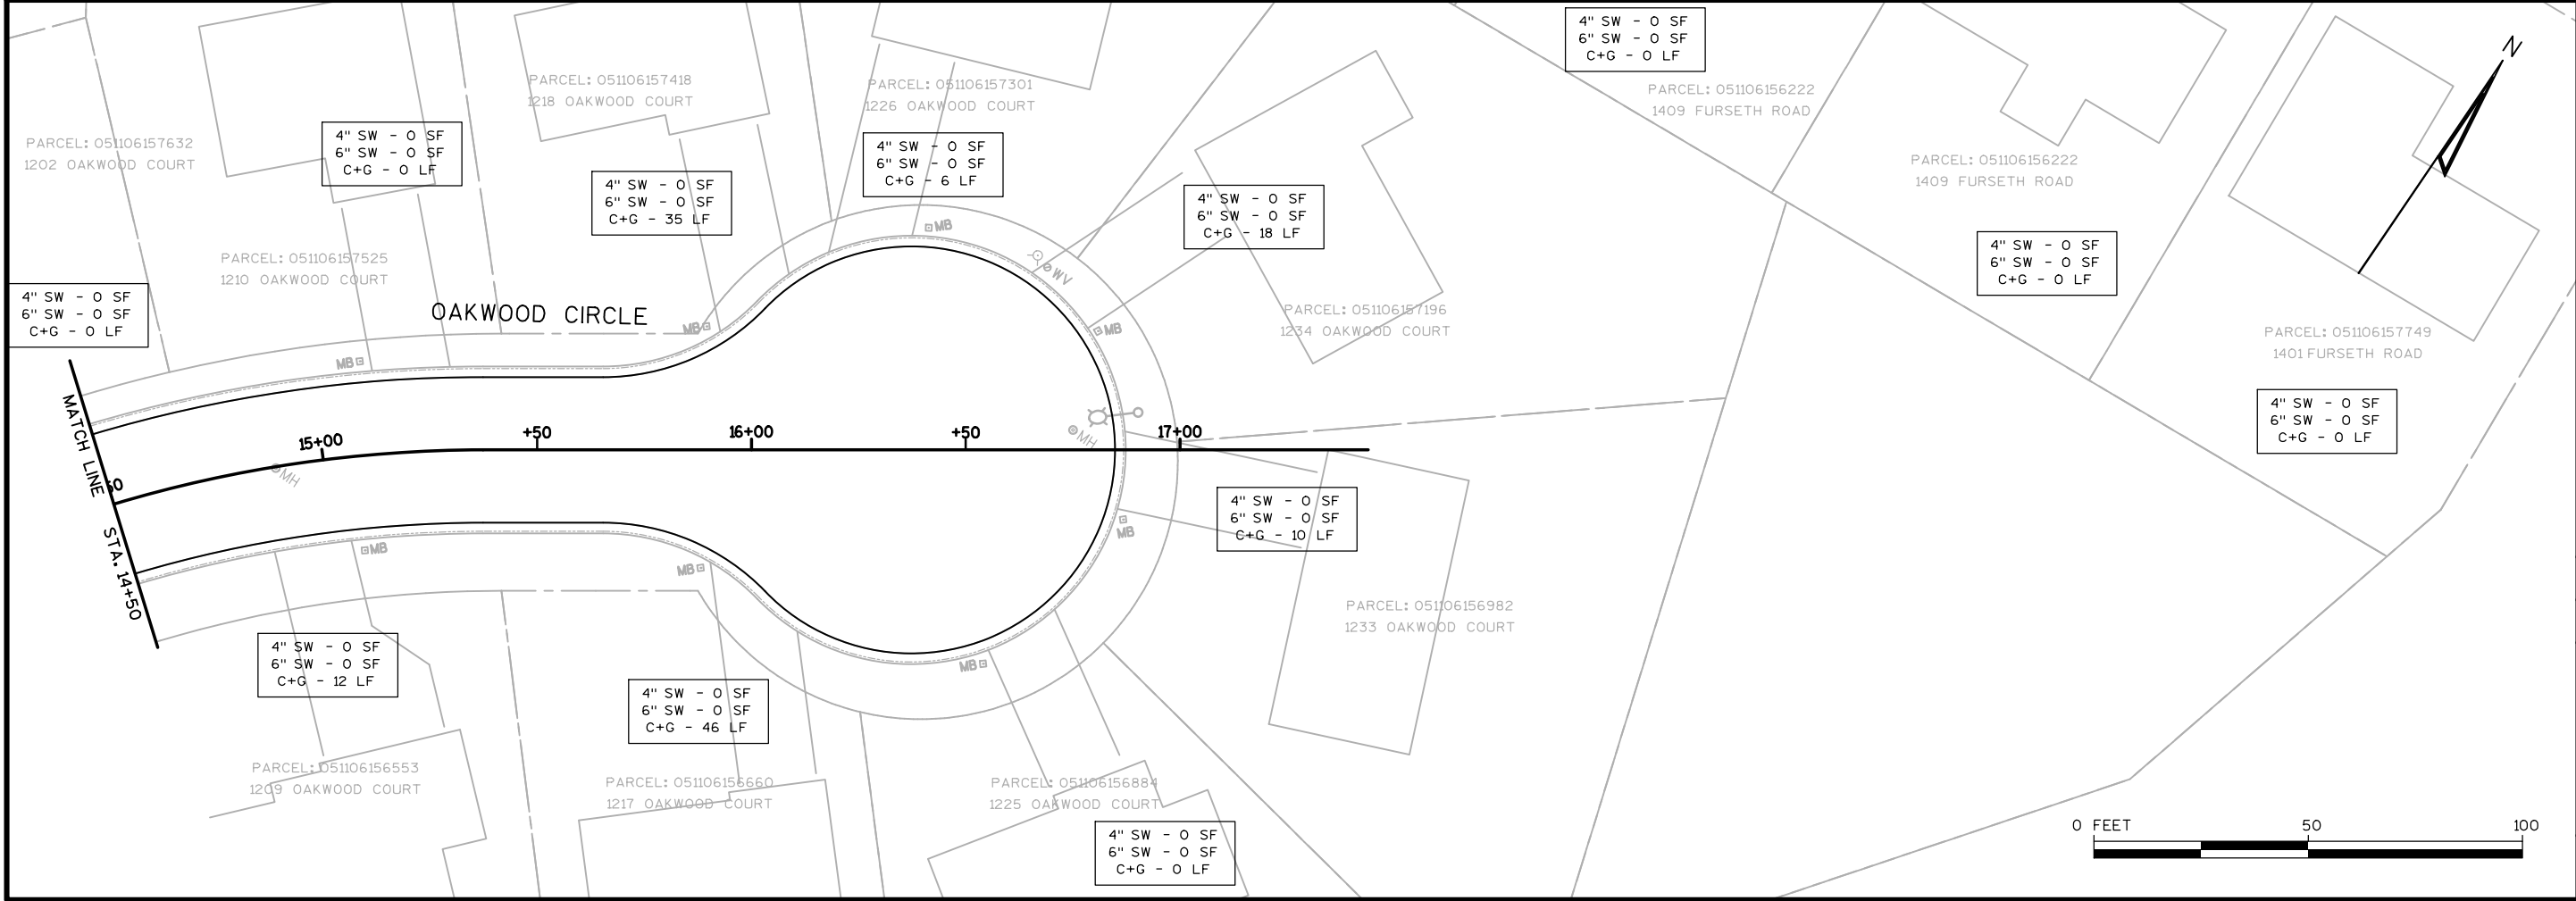 4" SW - 0 SF
6" SW - 0 SF
C+G - 0 LF
PARCEL: 051106157418
1218 OAKWOOD COURT
PARCEL: 051106157301
1226 OAKWOOD COURT
PARCEL: 051106156222
1409 FURSETH ROAD
N
PARCEL: 051106157632
1202 OAKWOOD COURT
4" SW - 0 SF
6" SW - 0 SF
C+G - 0 LF
4" SW - 0 SF
6" SW - 0 SF
C+G - 35 LF
4" SW - 0 SF
6" SW - 0 SF
C+G - 6 LF
4" SW - 0 SF
6" SW - 0 SF
C+G - 18 LF
PARCEL: 051106156222
1409 FURSETH ROAD
4" SW - 0 SF
6" SW - 0 SF
C+G - 0 LF
PARCEL: 051106157525
1210 OAKWOOD COURT
4" SW - 0 SF
6" SW - 0 SF
C+G - 0 LF
OAKWOOD CIRCLE
MB
MB
MB
WV
MB
PARCEL: 051106157196
1234 OAKWOOD COURT
PARCEL: 051106157749
1401 FURSETH ROAD
4" SW - 0 SF
6" SW - 0 SF
C+G - 0 LF
MATCH LINE STA. 14+50
50
15+00
+50
16+00
+50
17+00
MH
MH
MB
MB
MB
MB
4" SW - 0 SF
6" SW - 0 SF
C+G - 10 LF
PARCEL: 051106156982
1233 OAKWOOD COURT
4" SW - 0 SF
6" SW - 0 SF
C+G - 12 LF
4" SW - 0 SF
6" SW - 0 SF
C+G - 46 LF
PARCEL: 051106156553
1209 OAKWOOD COURT
PARCEL: 051106156660
1217 OAKWOOD COURT
PARCEL: 051106156884
1225 OAKWOOD COURT
4" SW - 0 SF
6" SW - 0 SF
C+G - 0 LF
0 FEET 50 100